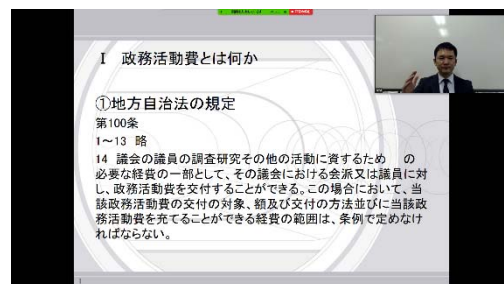 Ⅰ 政務活動費とは何か
①地方自治法の規定
第100条
1～13 略
14 議会の議員の調査研究その他の活動に資するため の
必要な経費の一部として、その議会における会派又は議員に対
し、政務活動費を交付することができる。この場合において、当
該政務活動費の交付の対象、額及び交付の方法並びに当該政
務活動費を充てることができる経費の範囲は、条例で定めなけ
ればならない。